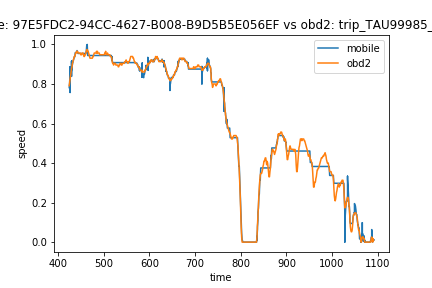 e: 97E5FDC2-94CC-4627-B008-B9D5B5E056EF vs obd2: trip_TAU99985_
mobile
obd2
1.0
0.8
0.6
0.4
0.2
0.0
speed
400 500 600 700 800 900 1000 1100
time